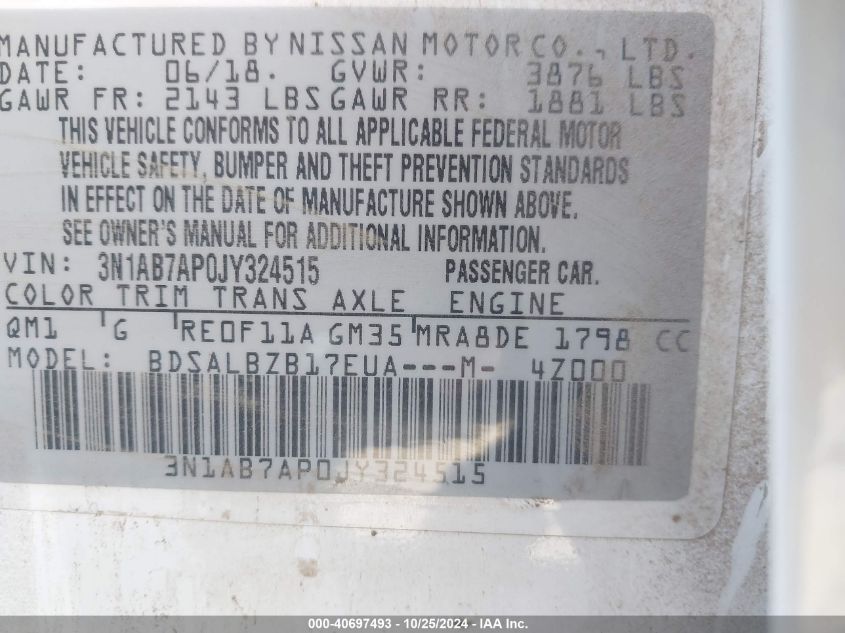 MANUFACTURED BY NISSAN MOTOR CO., LTD.
DATE: 06/18. GVWR: 3876 LBS
GAWR FR: 2143 LBS GAWR RR: 1881 LBS
THIS VEHICLE CONFORMS TO ALL APPLICABLE FEDERAL MOTOR
VEHICLE SAFETY, BUMPER AND THEFT PREVENTION STANDARDS
IN EFFECT ON THE DATE OF MANUFACTURE SHOWN ABOVE.
SEE OWNER'S MANUAL FOR ADDITIONAL INFORMATION.
VIN: 3N1AB7AP0JY324515 PASSENGER CAR.
COLOR TRIM TRANS AXLE ENGINE
QM1 G RE0F11A GM35 MRA8DE 1798 CC
MODEL: BDSALBZB17EUA---M- 4Z000
3N1AB7AP0JY324515
000-40697493 - 10/25/2024 - IAA Inc.